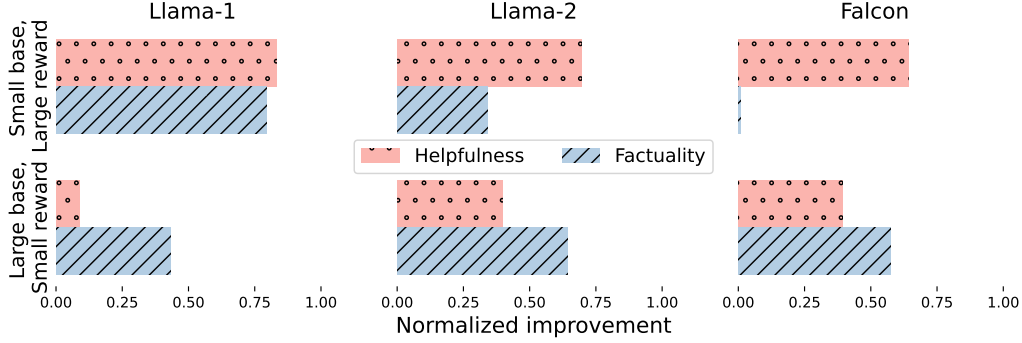 Llama-1
Llama-2
Falcon
Small base,
Large reward
Helpfulness
Factuality
Large base,
Small reward
0.00 0.25 0.50 0.75 1.00
0.00 0.25 0.50 0.75 1.00
0.00 0.25 0.50 0.75 1.00
Normalized improvement